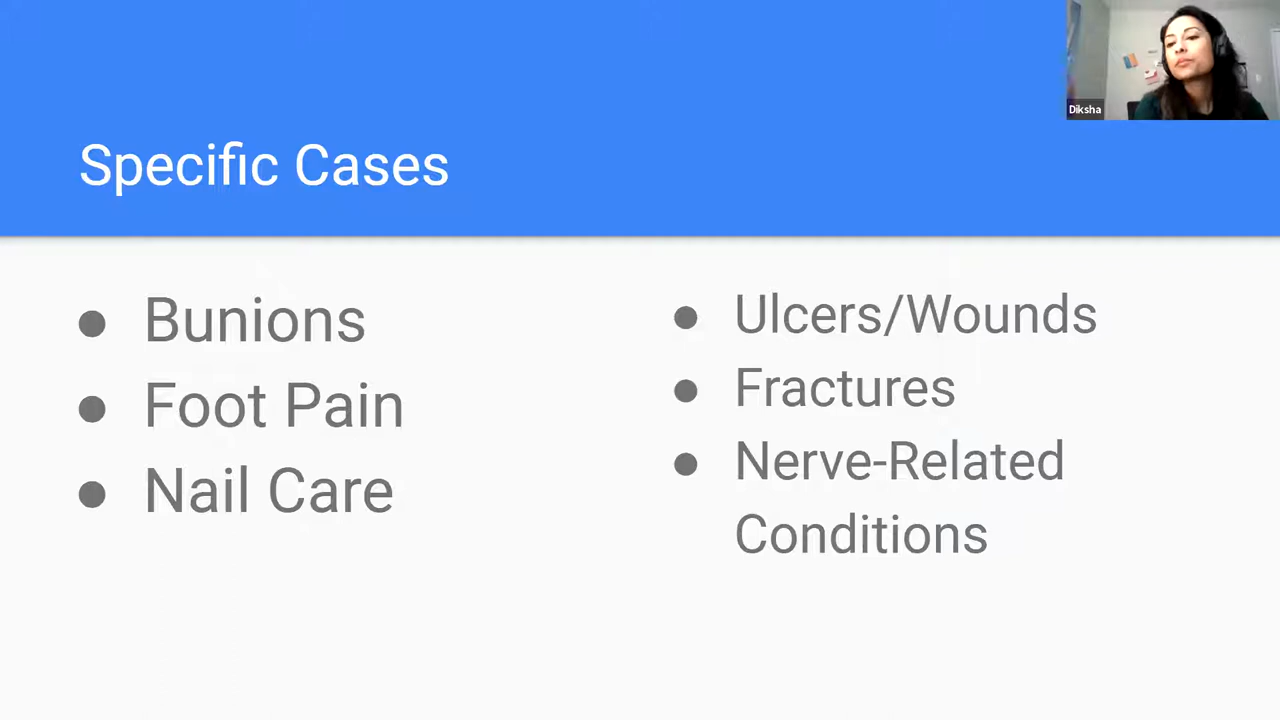 Diksha
Specific Cases
● Bunions
● Foot Pain
● Nail Care
● Ulcers/Wounds
● Fractures
● Nerve-Related
Conditions